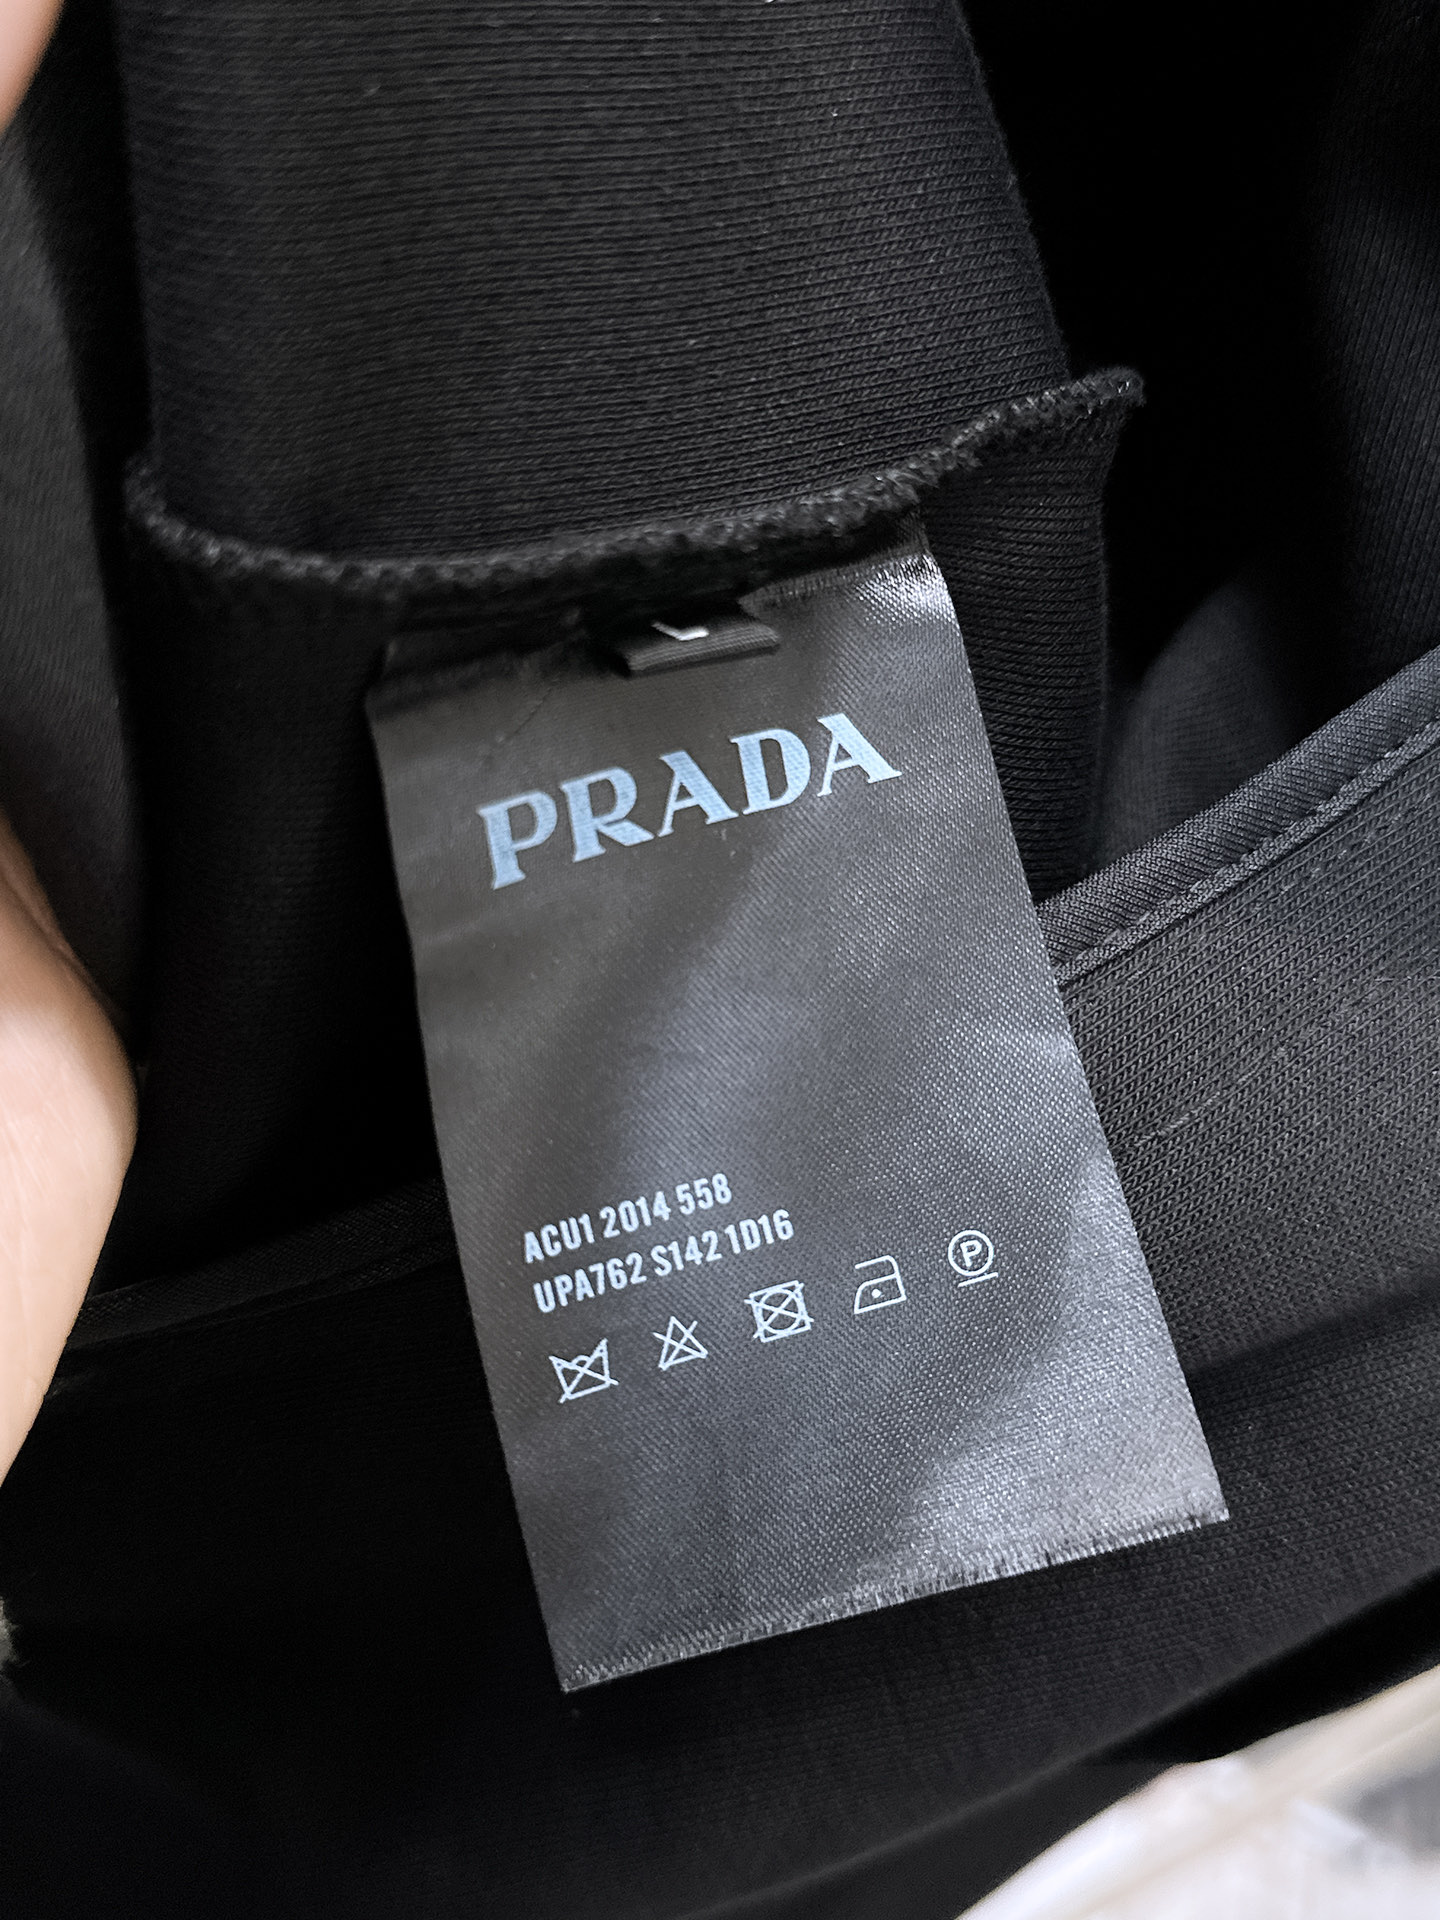 L
PRADA
ACU1 2014 558
UPA762 S142 1D16
P